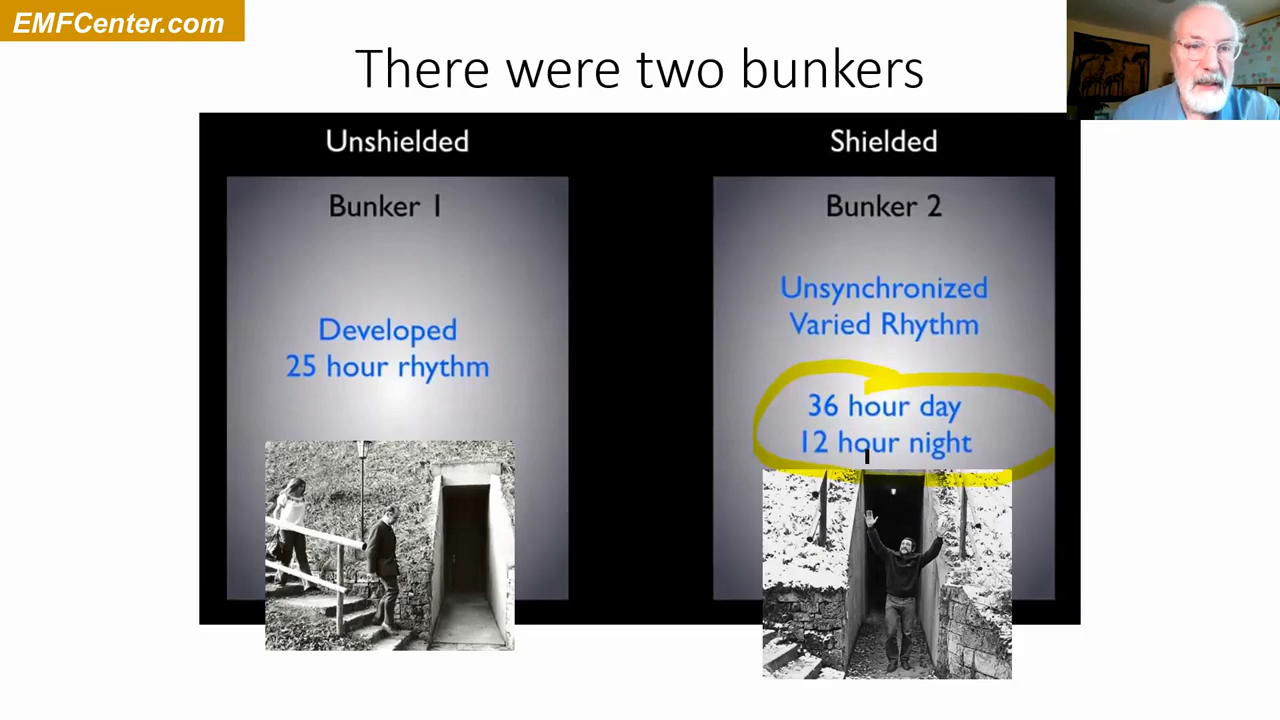 EMFCenter.com
There were two bunkers
Unshielded
Shielded
Bunker 1
Bunker 2
Developed
25 hour rhythm
Unsynchronized
Varied Rhythm
36 hour day
12 hour night